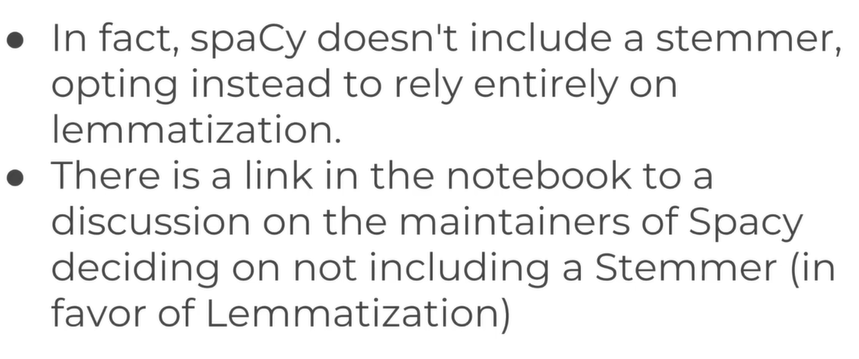 ● In fact, spaCy doesn't include a stemmer,
opting instead to rely entirely on
lemmatization.
● There is a link in the notebook to a
discussion on the maintainers of Spacy
deciding on not including a Stemmer (in
favor of Lemmatization)